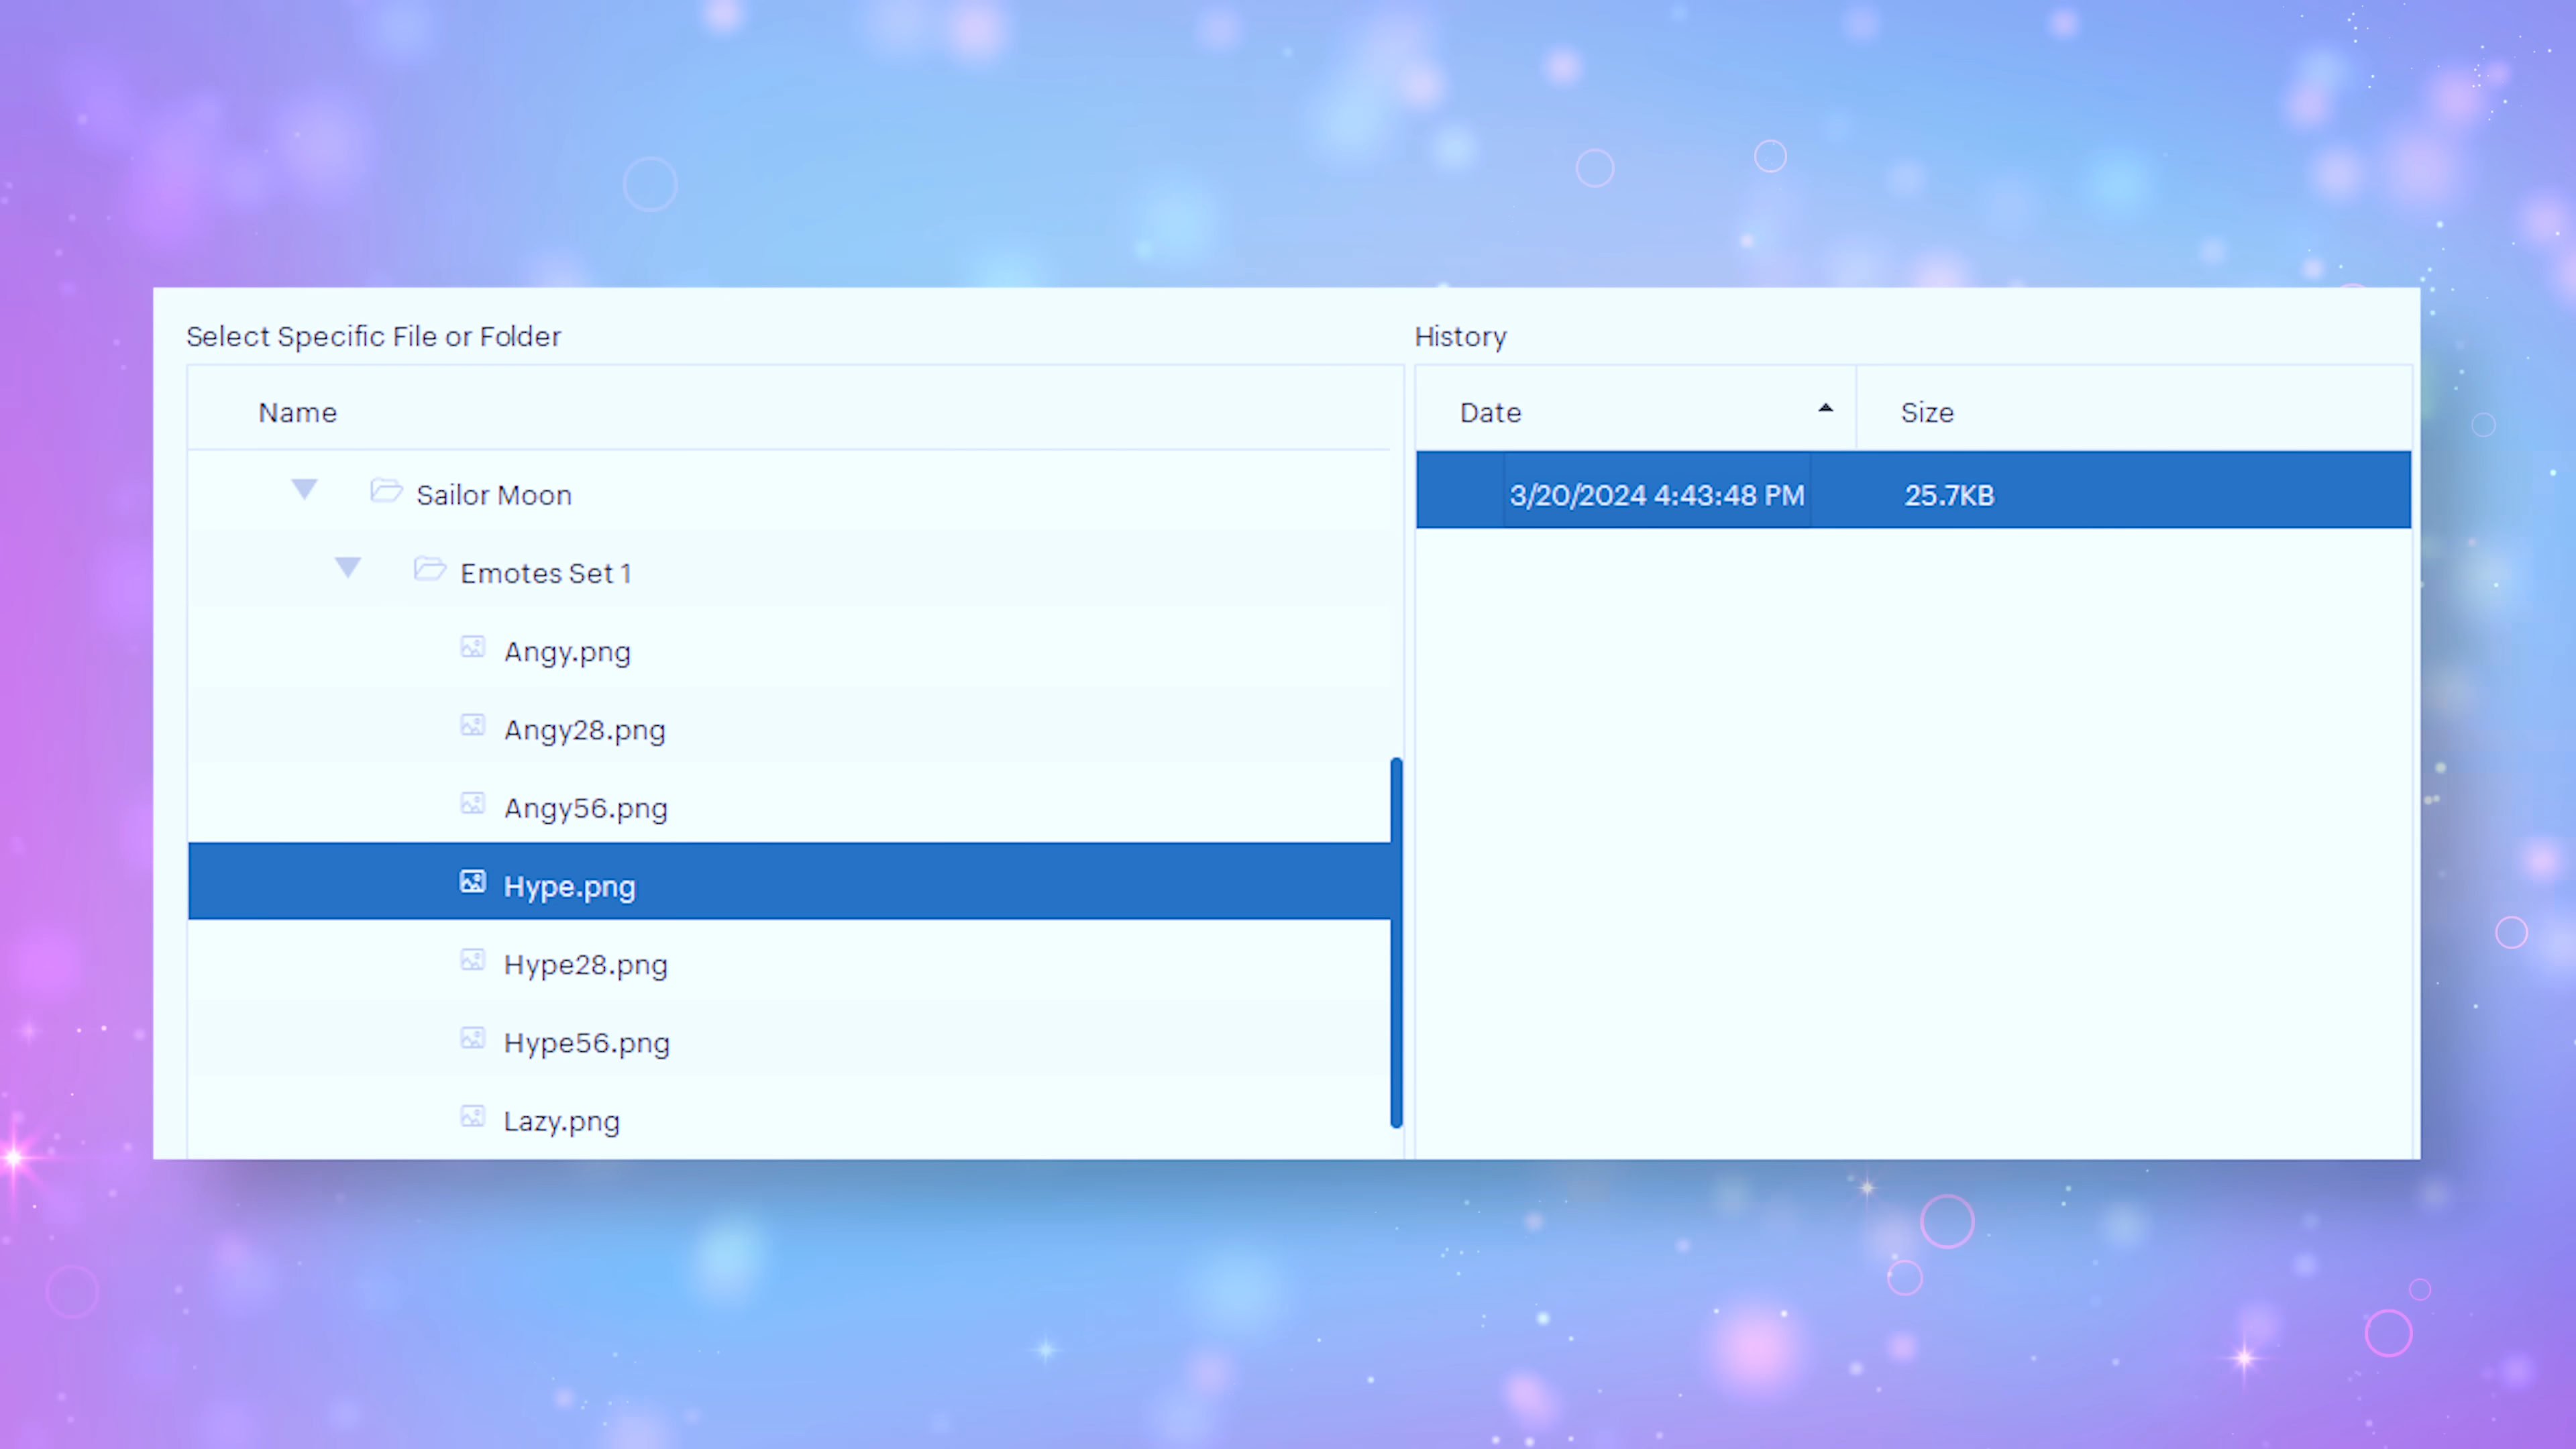 Select Specific File or Folder
Name
Sailor Moon
Emotes Set 1
Angy.png
Angy28.png
Angy56.png
Hype.png
Hype28.png
Hype56.png
Lazy.png
History
Date Size
3/20/2024 4:43:48 PM 25.7KB